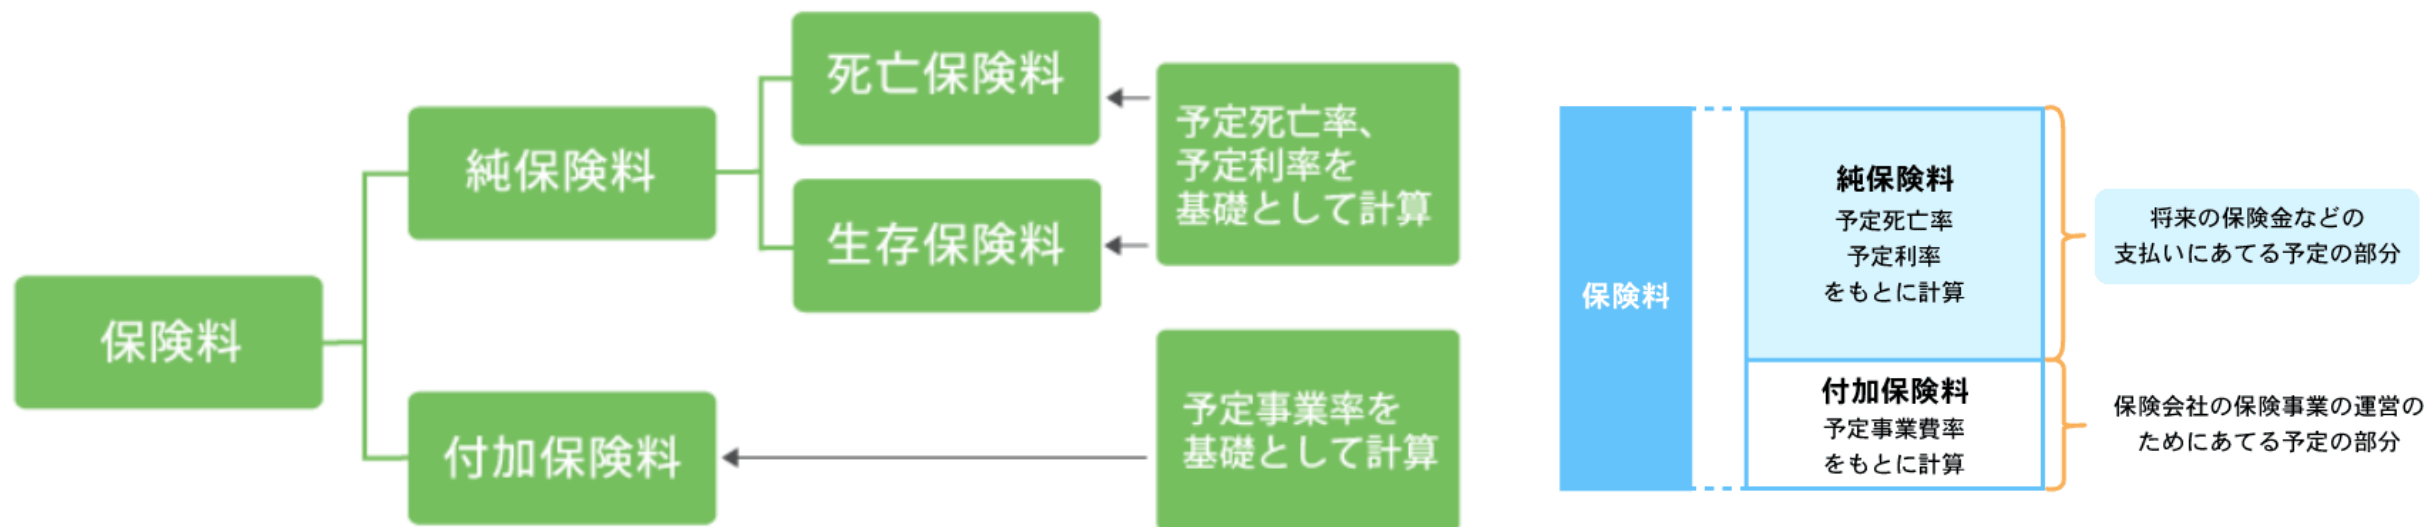 死亡保険料
予定死亡率、
予定利率を
基礎として計算
純保険料
生存保険料
保険料
付加保険料
予定事業率を
基礎として計算
保険料
純保険料
予定死亡率
予定利率
をもとに計算
将来の保険金などの
支払いにあてる予定の部分
付加保険料
予定事業費率
をもとに計算
保険会社の保険事業の運営の
ためにあてる予定の部分